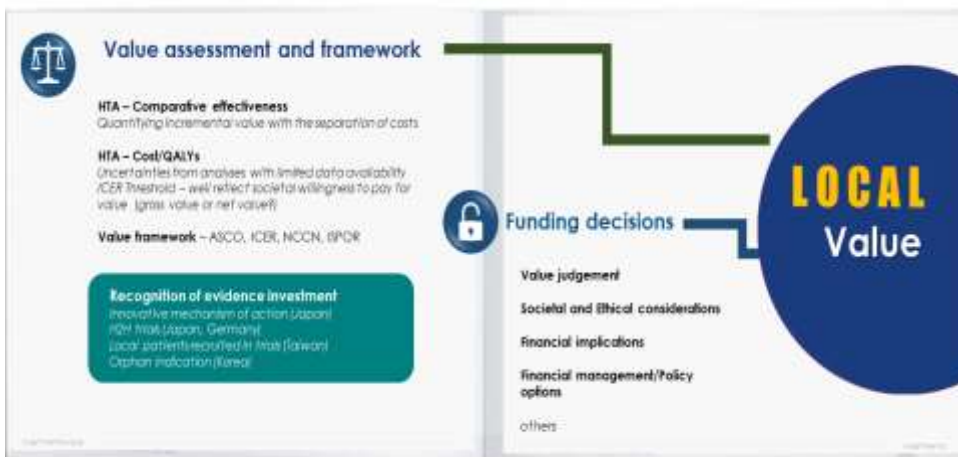 Value assessment and framework
HTA – Comparative effectiveness
Quantifying incremental value with the separation of costs
HTA – Cost/QALYs
Uncertainties from analyses with limited data availability
ICER Threshold – well reflect societal willingness to pay for
value (gross value or net value?)
Value framework – ASCO, ICER, NCCN, ISPOR
Recognition of evidence investment
Innovative mechanism of action (Japan)
H2H trials (Japan, Germany)
Local patients recruited in trials (Taiwan)
Orphan indication (Korea)
Funding decisions
Value judgement
Societal and Ethical considerations
Financial implications
Financial management/Policy
options
others
LOCAL
Value